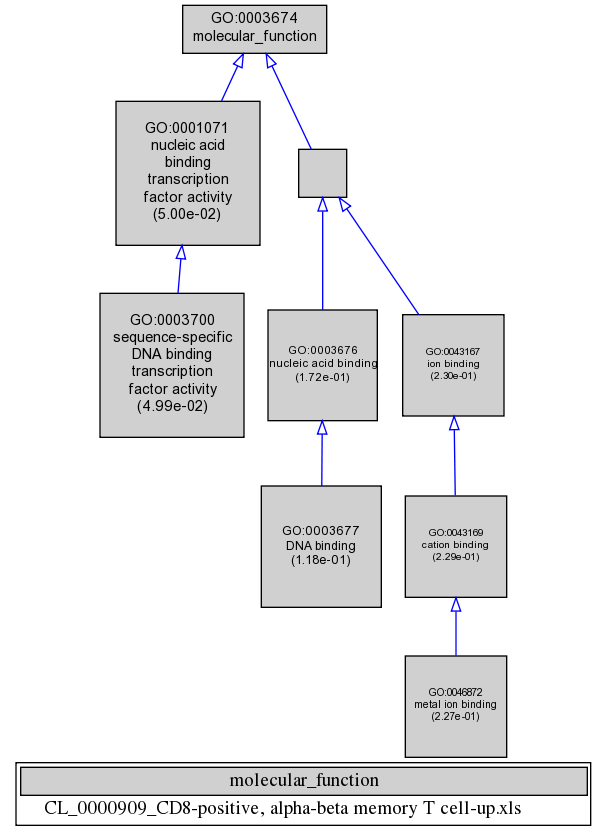 GO:0003674
molecular_function
GO:0001071
nucleic acid
binding
transcription
factor activity
(5.00e-02)
GO:0003700
sequence-specific
DNA binding
transcription
factor activity
(4.99e-02)
GO:0003676
nucleic acid binding
(1.72e-01)
GO:0043167
ion binding
(2.30e-01)
GO:0003677
DNA binding
(1.18e-01)
GO:0043169
cation binding
(2.29e-01)
GO:0046872
metal ion binding
(2.27e-01)
molecular_function
CL_0000909_CD8-positive, alpha-beta memory T cell-up.xls